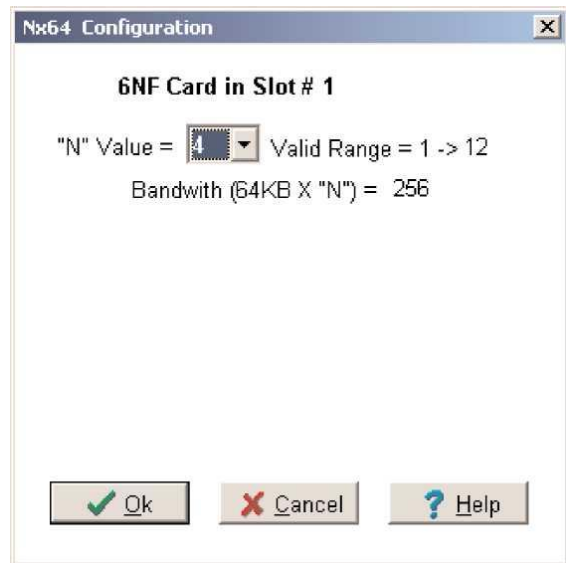 Nx64 Configuration
6NF Card in Slot # 1
"N" Value = 4 Valid Range = 1 -> 12
Bandwith (64KB X "N") = 256
Ok Cancel Help